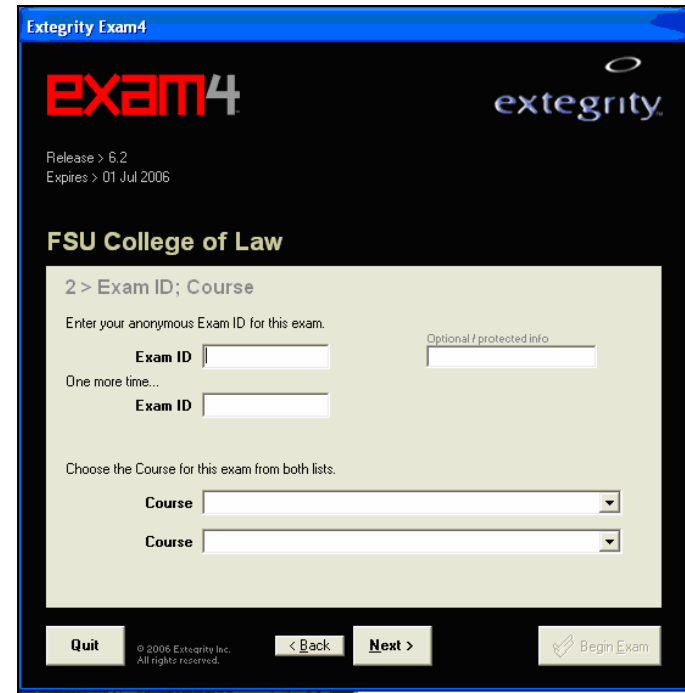 Extegrity Exam4
exam4
extegrity™
Release > 6.2
Expires > 01 Jul 2006
FSU College of Law
2 > Exam ID; Course
Enter your anonymous Exam ID for this exam.
Optional / protected info
Exam ID
One more time...
Exam ID
Choose the Course for this exam from both lists.
Course
Course
Quit
© 2006 Extegrity Inc.
All rights reserved.
< Back
Next >
Begin Exam